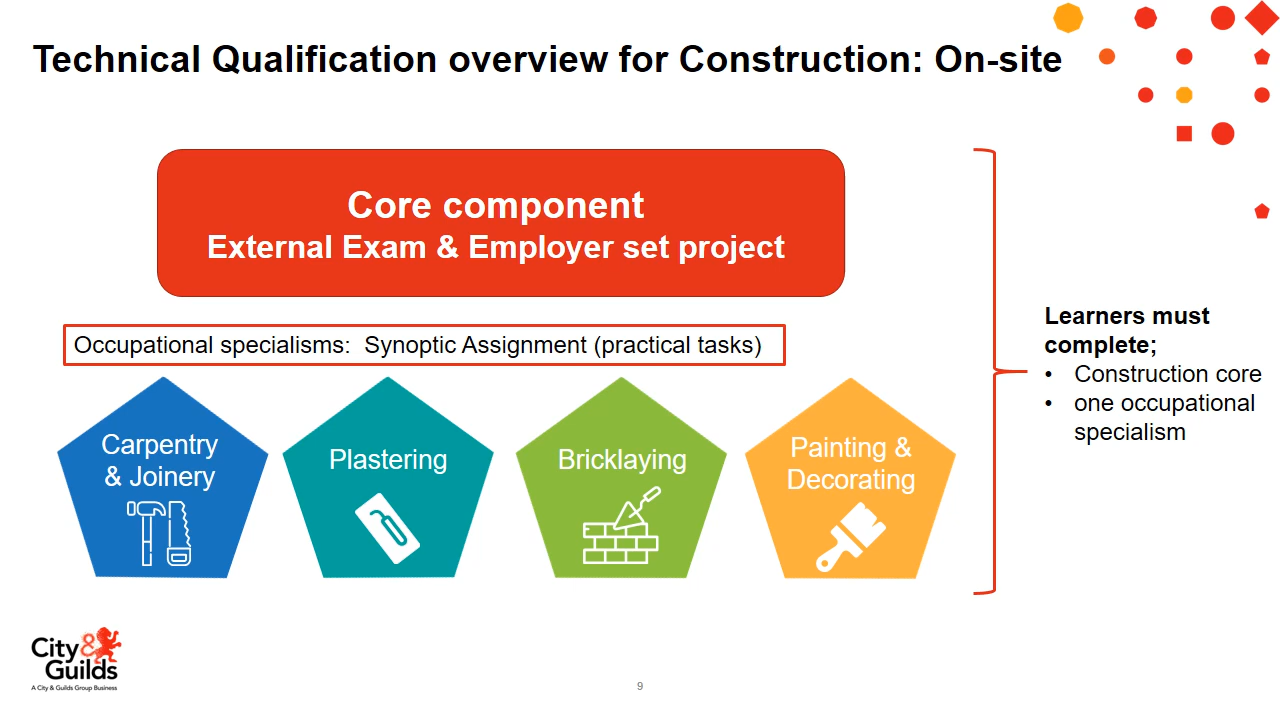 Technical Qualification overview for Construction: On-site
Core component
External Exam & Employer set project
Occupational specialisms:  Synoptic Assignment (practical tasks)
Carpentry
& Joinery
Plastering
Bricklaying
Painting &
Decorating
Learners must
complete;
• Construction core
• one occupational
specialism
City&
Guilds
A City & Guilds Group Business
9